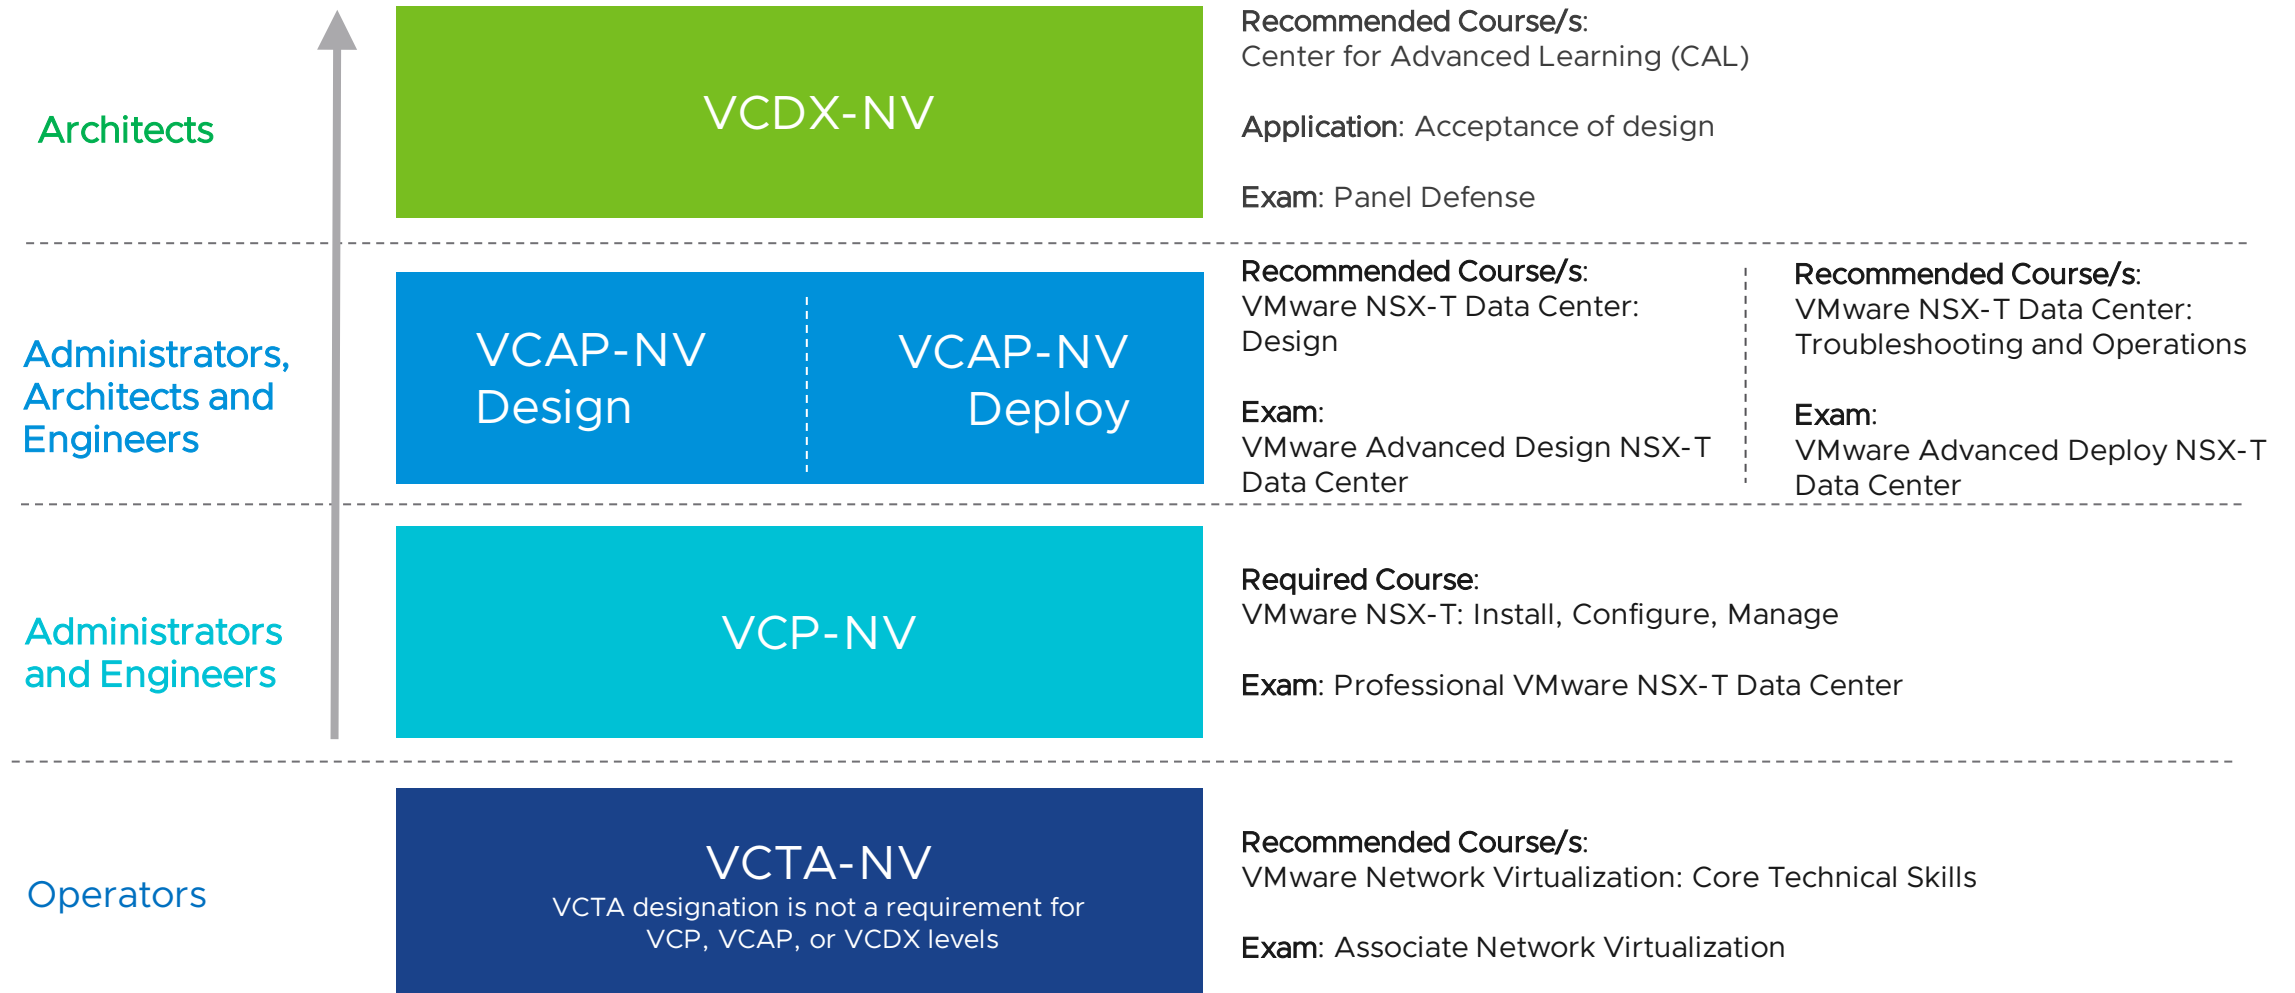 Architects
VCDX-NV
Recommended Course/s:
Center for Advanced Learning (CAL)
Application: Acceptance of design
Exam: Panel Defense
Administrators,
Architects and
Engineers
VCAP-NV
Design
VCAP-NV
Deploy
Recommended Course/s:
VMware NSX-T Data Center:
Design
Exam:
VMware Advanced Design NSX-T
Data Center
Recommended Course/s:
VMware NSX-T Data Center:
Troubleshooting and Operations
Exam:
VMware Advanced Deploy NSX-T
Data Center
Administrators
and Engineers
VCP-NV
Required Course:
VMware NSX-T: Install, Configure, Manage
Exam: Professional VMware NSX-T Data Center
Operators
VCTA-NV
VCTA designation is not a requirement for
VCP, VCAP, or VCDX levels
Recommended Course/s:
VMware Network Virtualization: Core Technical Skills
Exam: Associate Network Virtualization